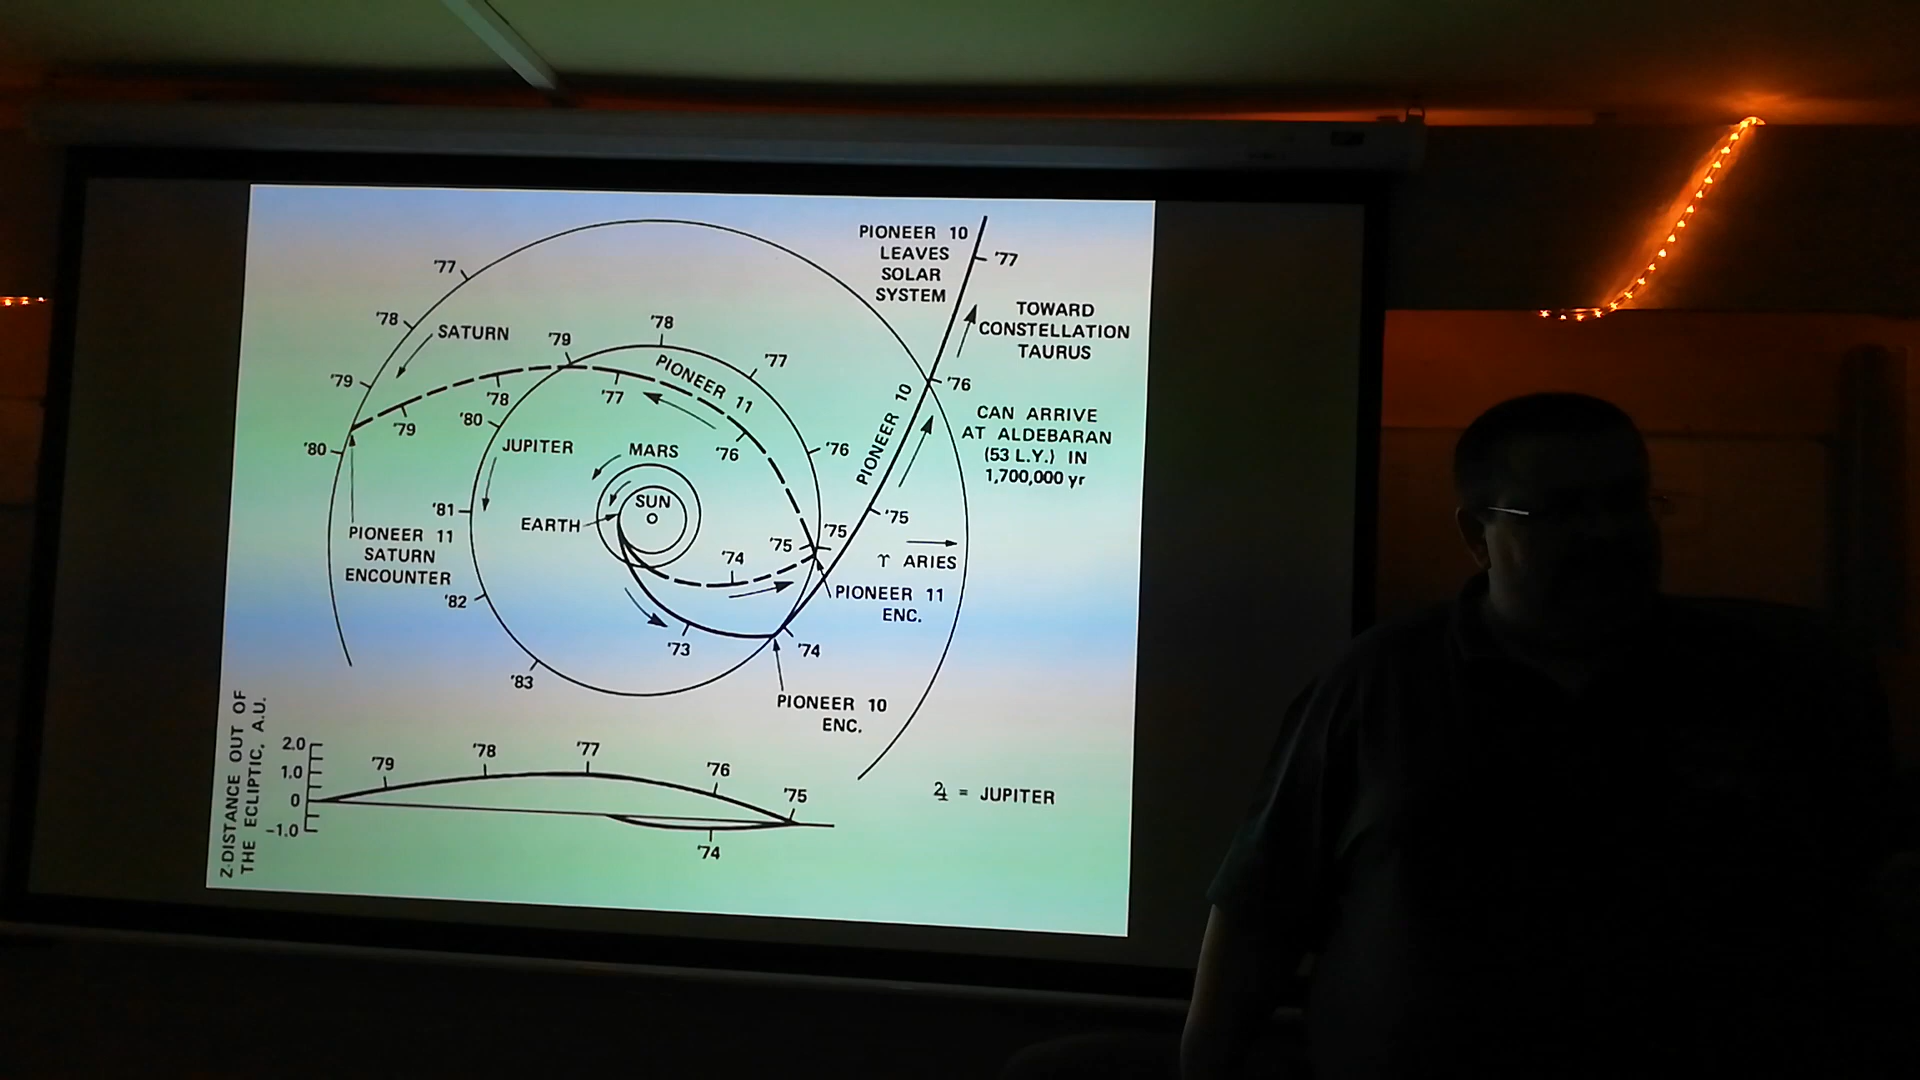 PIONEER 10
LEAVES
SOLAR
SYSTEM
'77
TOWARD
CONSTELLATION
TAURUS
'77
'78
SATURN
'79
'78
'77
PIONEER 11
'79
'78
'77
'76
'79
'80
'80
JUPITER
MARS
'76
'76
PIONEER 10
CAN ARRIVE
AT ALDEBARAN
(53 L.Y.) IN
1,700,000 yr
SUN
EARTH
'81
'75
'75
'75
♈ ARIES
PIONEER 11
SATURN
ENCOUNTER
'74
PIONEER 11
ENC.
'82
'73
'74
'83
PIONEER 10
ENC.
Z-DISTANCE OUT OF
THE ECLIPTIC, A.U.
2.0
1.0
0
-1.0
'79
'78
'77
'76
'75
'74
♃ = JUPITER